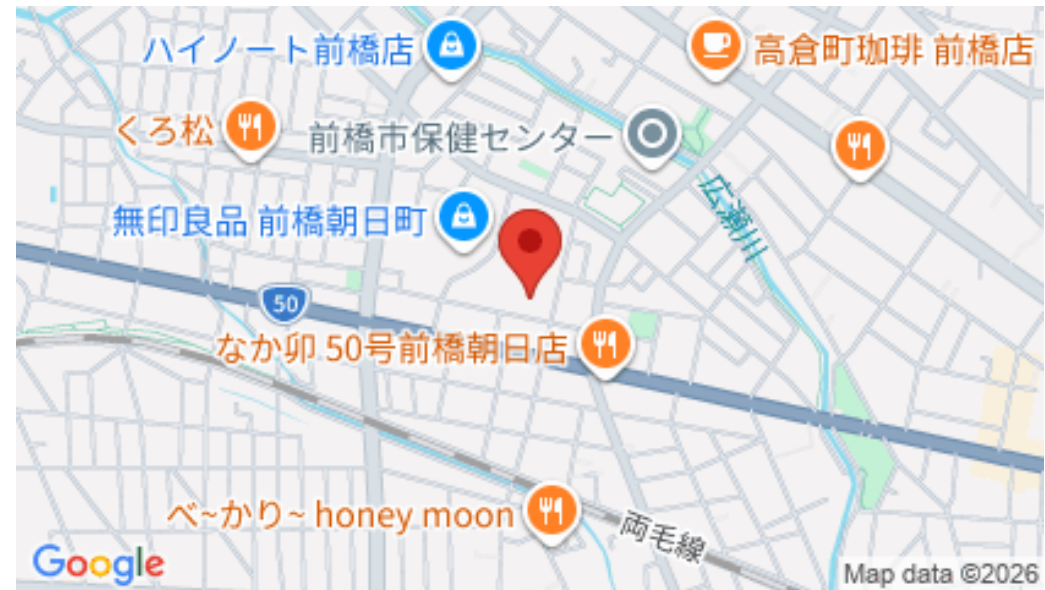 ハイノート前橋店
高倉町珈琲 前橋店
くろ松
前橋市保健センター
広瀬川
無印良品 前橋朝日町
50
なか卯 50号前橋朝日店
べ~かり~ honey moon
両毛線
Google
Map data ©2026